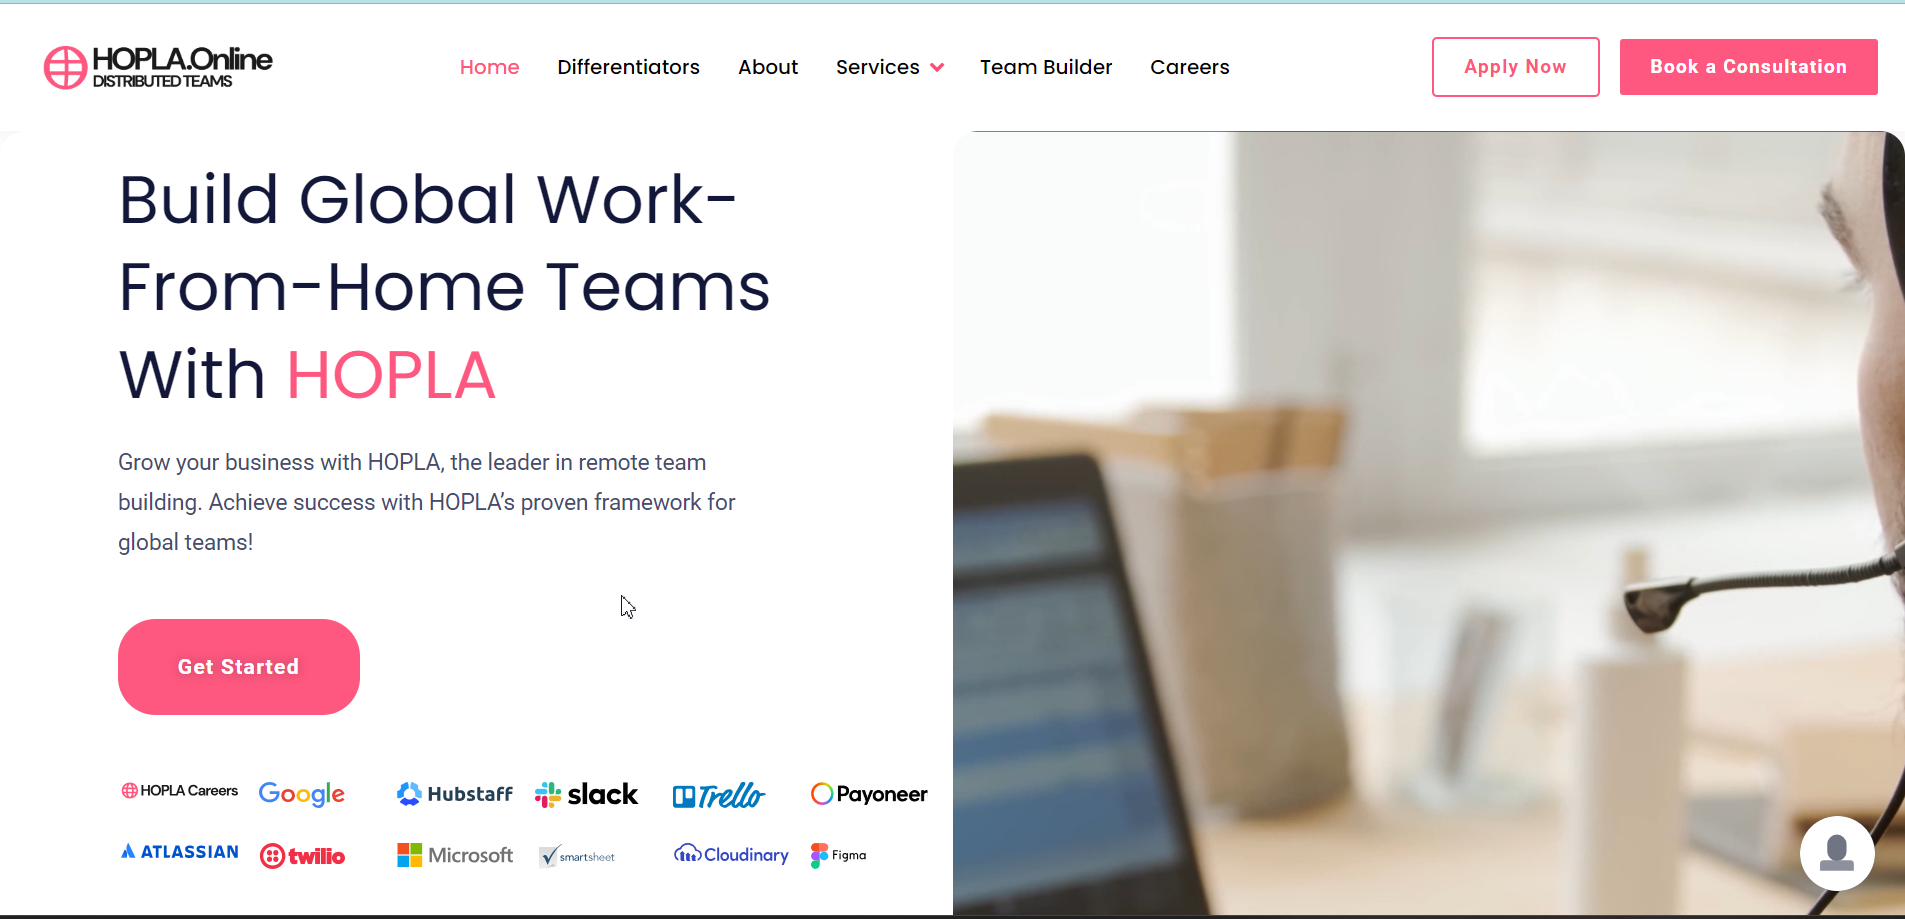 HOPLA.Online
DISTRIBUTED TEAMS
Home
Differentiators
About
Services
Team Builder
Careers
Apply Now
Book a Consultation
Build Global Work-
From-Home Teams
With HOPLA
Grow your business with HOPLA, the leader in remote team
building. Achieve success with HOPLA’s proven framework for
global teams!
Get Started
HOPLA Careers
Google
Hubstaff
slack
Trello
Payoneer
ATLASSIAN
twilio
Microsoft
smartsheet
Cloudinary
Figma